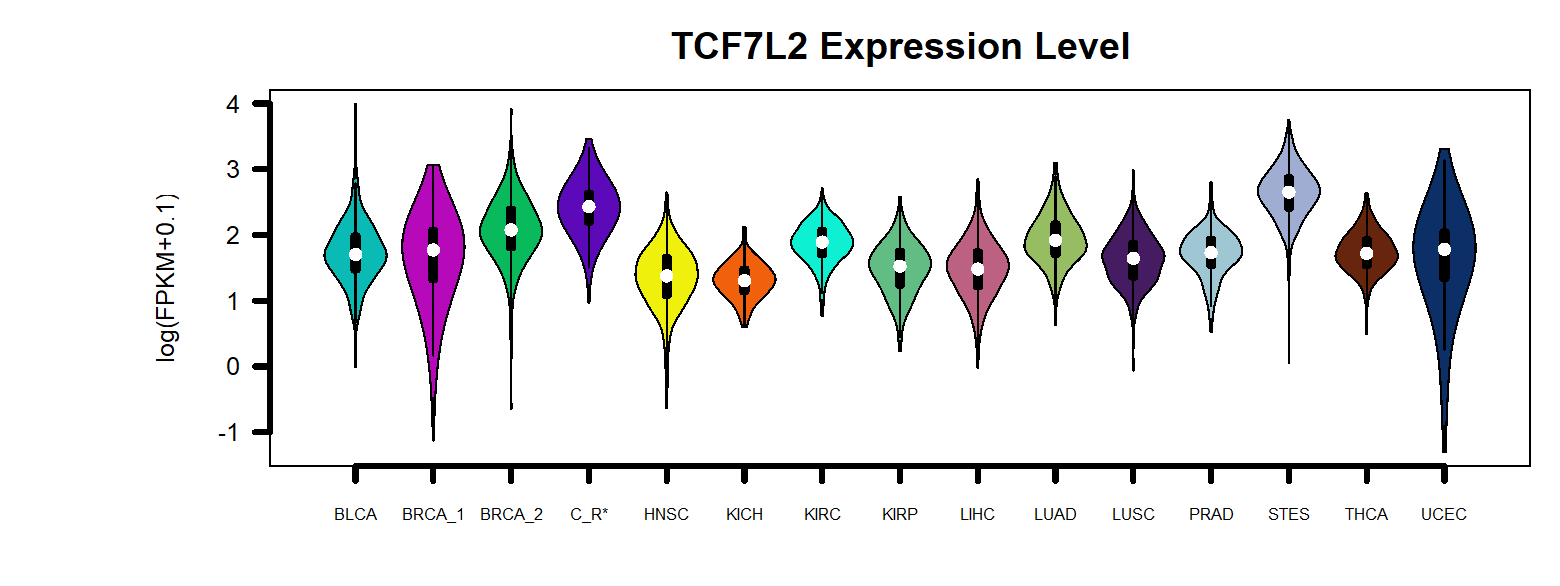 TCF7L2 Expression Level
log(FPKM+0.1)
4
3
2
1
0
-1
BLCA BRCA_1 BRCA_2 C_R* HNSC KICH KIRC KIRP LIHC LUAD LUSC PRAD STES THCA UCEC